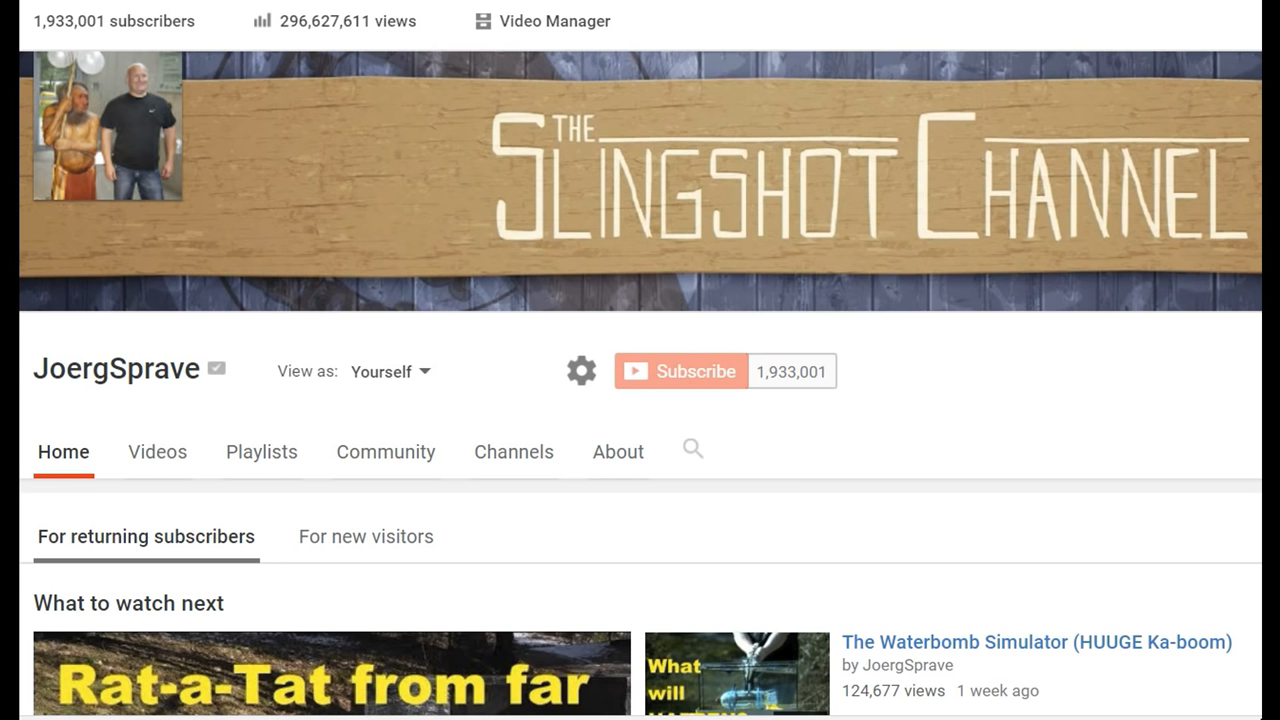 1,933,001 subscribers 296,627,611 views Video Manager
THE SLINGSHOT CHANNEL
JoergSprave View as: Yourself Subscribe 1,933,001
Home Videos Playlists Community Channels About
For returning subscribers For new visitors
What to watch next
Rat-a-Tat from far
What
will
The Waterbomb Simulator (HUUGE Ka-boom)
by JoergSprave
124,677 views 1 week ago